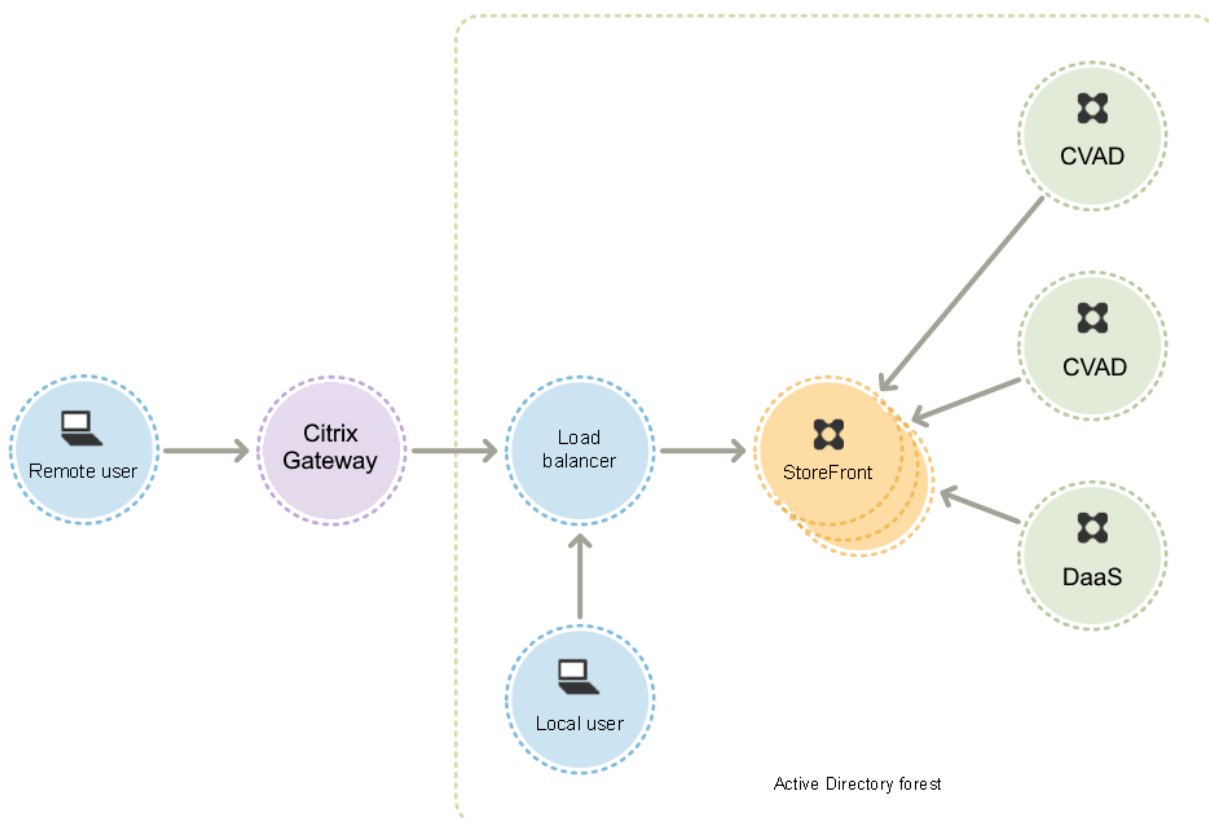 CVAD
CVAD
Remote user
Citrix
Gateway
Load
balancer
StoreFront
DaaS
Local user
Active Directory forest